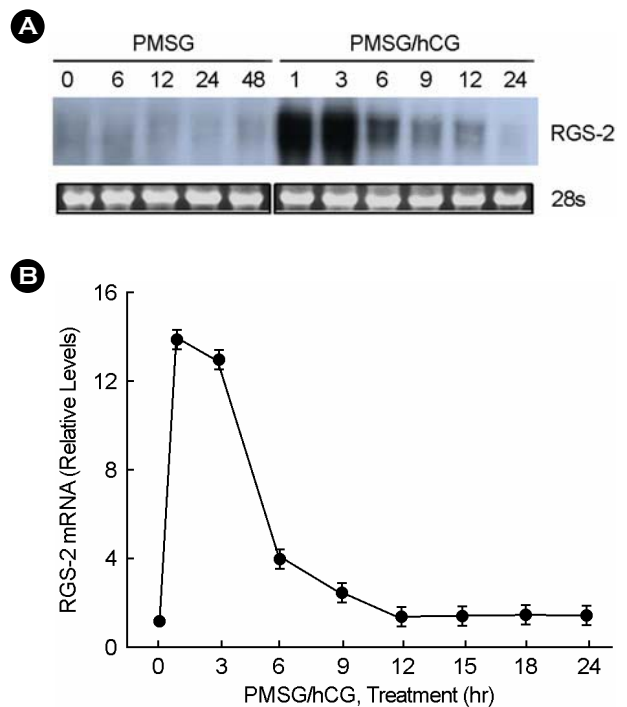 A
PMSG PMSG/hCG
0 6 12 24 48 1 3 6 9 12 24
RGS-2
28s
B
RGS-2 mRNA (Relative Levels)
16
12
8
4
0
0 3 6 9 12 15 18 24
PMSG/hCG, Treatment (hr)